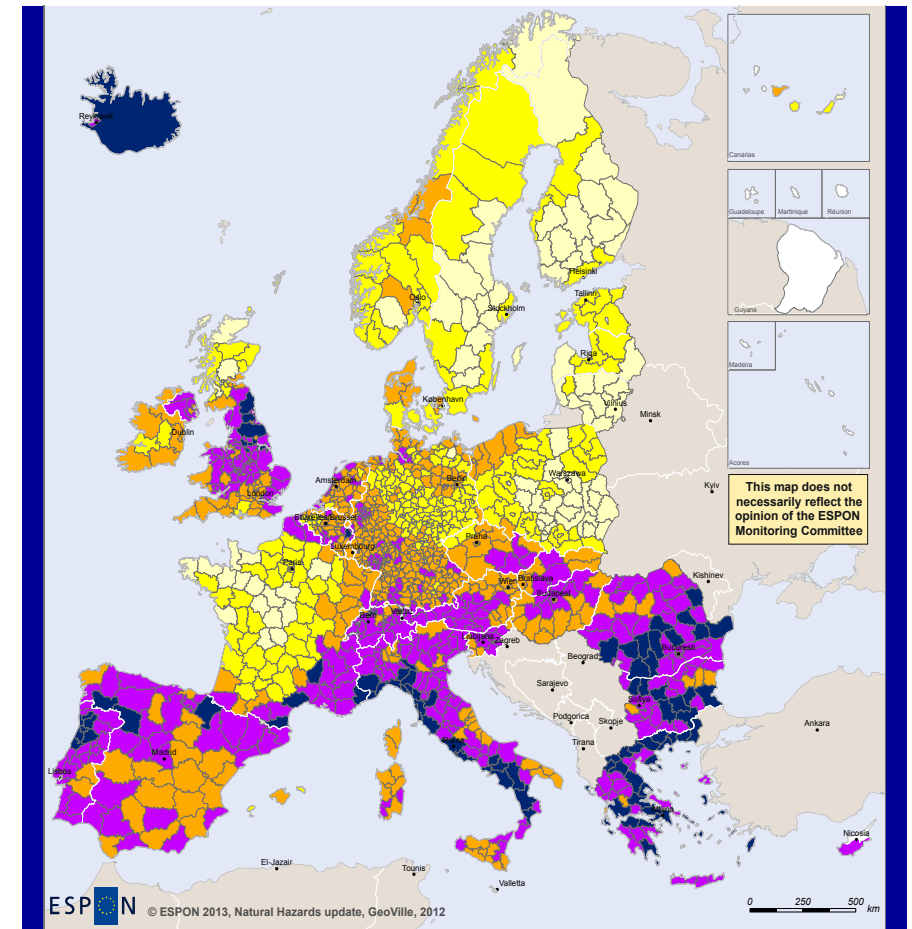 Reykjavik
Canarias
Guadeloupe
Martinique
Réunion
Guyane
Madeira
Acores
Helsinki
Tallinn
Oslo
Stockholm
Riga
København
Vilnius
Minsk
Dublin
London
Amsterdam
Berlin
Warszawa
Kyiv
This map does not
necessarily reflect the
opinion of the ESPON
Monitoring Committee
Bruxelles/Brussel
Luxembourg
Praha
Paris
Wien
Bratislava
Budapest
Kishinev
Bern
Vaduz
Ljubljana
Zagreb
Beograd
Bucuresti
Sarajevo
Sofiya
Podgorica
Skopje
Ankara
Tirana
Roma
Madrid
Lisboa
Nicosia
El-Jazair
Tounis
Valletta
ESPON
© ESPON 2013, Natural Hazards update, GeoVille, 2012
0 250 500
km